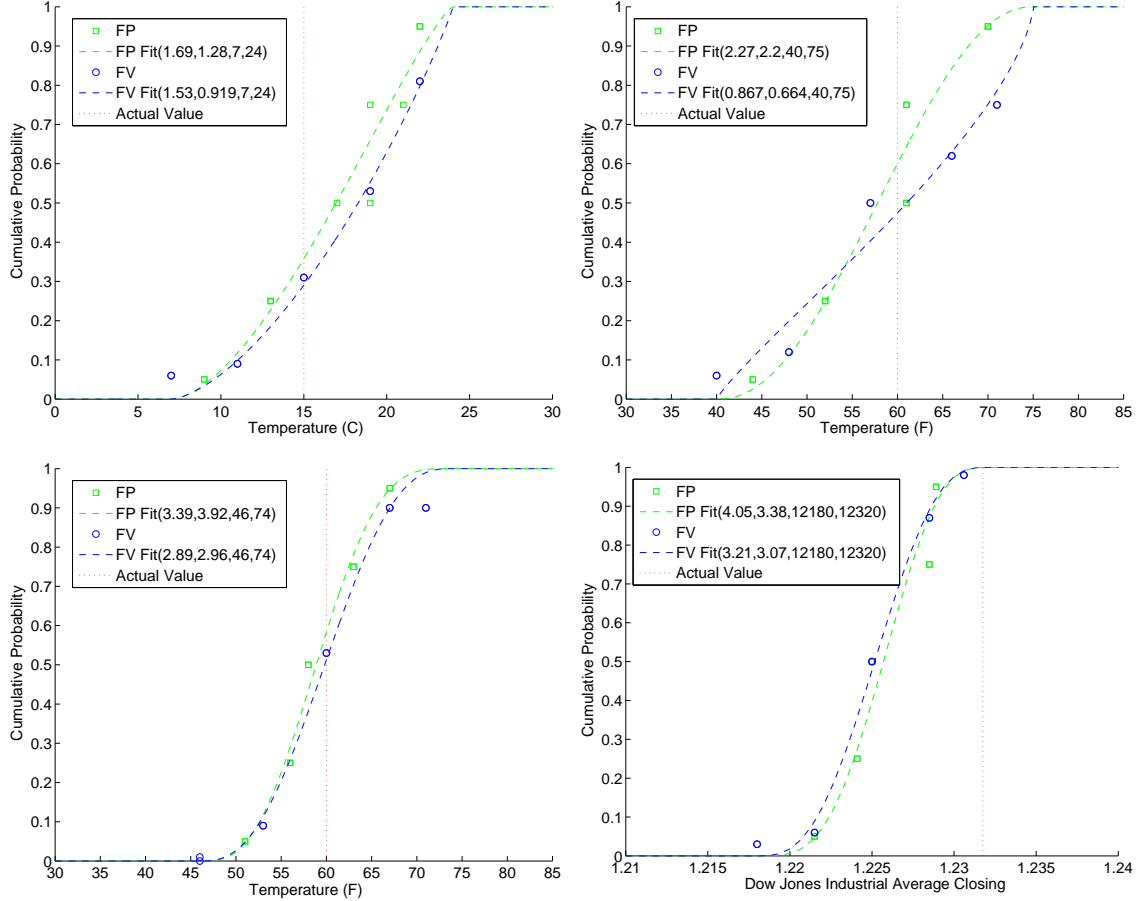 1
0.9
0.8
0.7
0.6
0.5
0.4
0.3
0.2
0.1
0
Cumulative Probability
FP
FP Fit(1.69,1.28,7,24)
FV
FV Fit(1.53,0.919,7,24)
Actual Value
0 5 10 15 20 25 30
Temperature (C)
1
0.9
0.8
0.7
0.6
0.5
0.4
0.3
0.2
0.1
0
Cumulative Probability
FP
FP Fit(2.27,2.2,40,75)
FV
FV Fit(0.867,0.664,40,75)
Actual Value
30 35 40 45 50 55 60 65 70 75 80 85
Temperature (F)
1
0.9
0.8
0.7
0.6
0.5
0.4
0.3
0.2
0.1
0
Cumulative Probability
FP
FP Fit(3.39,3.92,46,74)
FV
FV Fit(2.89,2.96,46,74)
Actual Value
30 35 40 45 50 55 60 65 70 75 80 85
Temperature (F)
1
0.9
0.8
0.7
0.6
0.5
0.4
0.3
0.2
0.1
0
Cumulative Probability
FP
FP Fit(4.05,3.38,12180,12320)
FV
FV Fit(3.21,3.07,12180,12320)
Actual Value
1.21 1.215 1.220 1.225 1.23 1.235 1.24
Dow Jones Industrial Average Closing